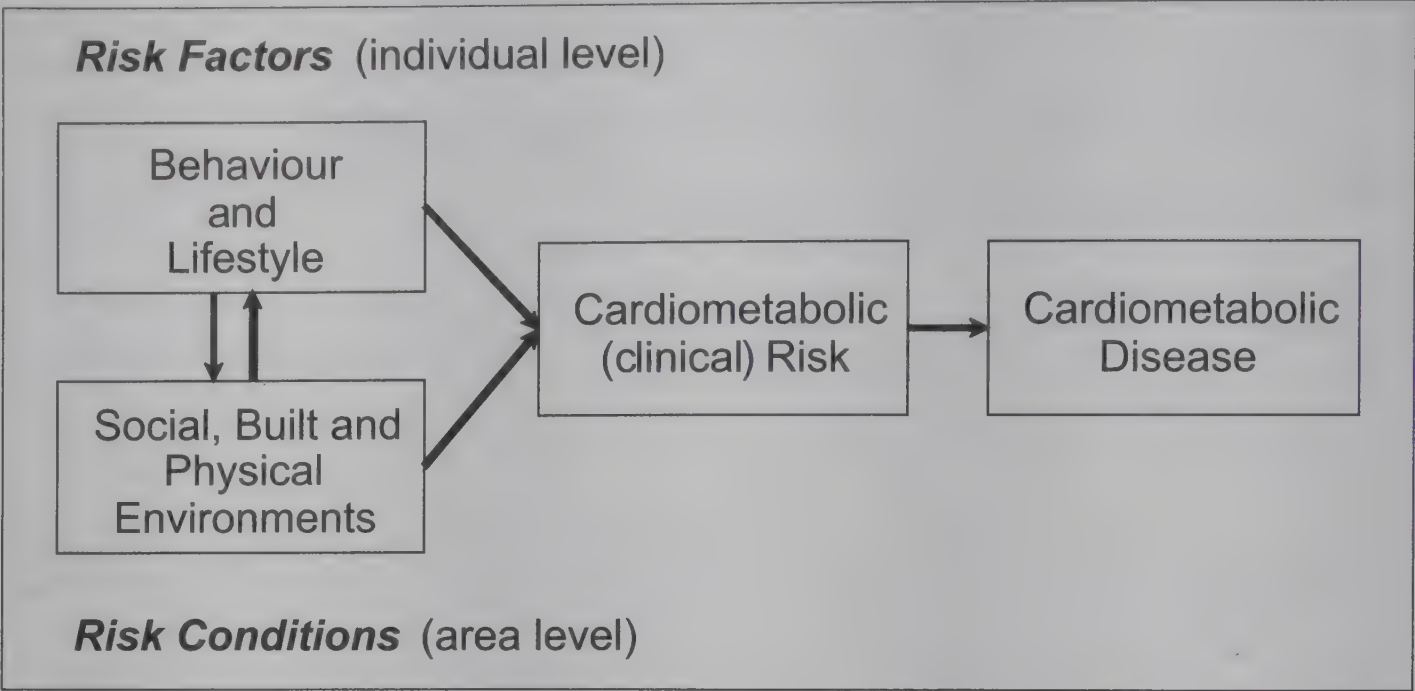 Risk Factors (individual level)
Behaviour
and
Lifestyle
Social, Built and
Physical
Environments
Cardiometabolic
(clinical) Risk
Cardiometabolic
Disease
Risk Conditions (area level)